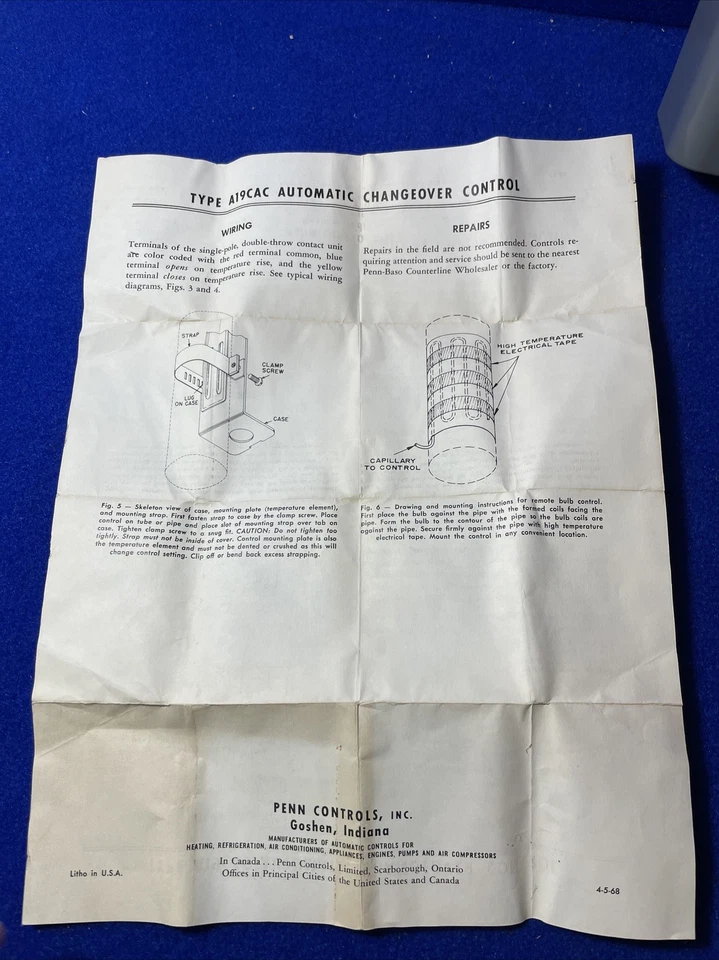 TYPE A19CAC AUTOMATIC CHANGEOVER CONTROL
WIRING
Terminals of the single-pole, double-throw contact unit
are color coded with the red terminal common, blue
terminal opens on temperature rise, and the yellow
terminal closes on temperature rise. See typical wiring
diagrams, Figs. 3 and 4.
REPAIRS
Repairs in the field are not recommended. Controls re-
quiring attention and service should be sent to the nearest
Penn-Baso Counterline Wholesaler or the factory.
STRAP
CLAMP
SCREW
LUG
ON CASE
CASE
HIGH TEMPERATURE
ELECTRICAL TAPE
CAPILLARY
TO CONTROL
Fig. 5 — Skeleton view of case, mounting plate (temperature element),
and mounting strap. First fasten strap to case by the clamp screw. Place
control on tube or pipe and place slot of mounting strap over tab on
case. Tighten clamp screw to a snug fit. CAUTION: Do not tighten too
tightly. Strap must not be inside of cover. Control mounting plate is also
the temperature element and must not be dented or crushed as this will
change control setting. Clip off or bend back excess strapping.
Fig. 6 — Drawing and mounting instructions for remote bulb control.
First place the bulb against the pipe with the formed coils facing the
pipe. Form the bulb to the contour of the pipe so the bulb coils are
against the pipe. Secure firmly against the pipe with high temperature
electrical tape. Mount the control in any convenient location.
PENN CONTROLS, INC.
Goshen, Indiana
MANUFACTURERS OF AUTOMATIC CONTROLS FOR
HEATING, REFRIGERATION, AIR CONDITIONING, APPLIANCES, ENGINES, PUMPS AND AIR COMPRESSORS
In Canada . . . Penn Controls, Limited, Scarborough, Ontario
Offices in Principal Cities of the United States and Canada
Litho in U.S.A.
4-5-68